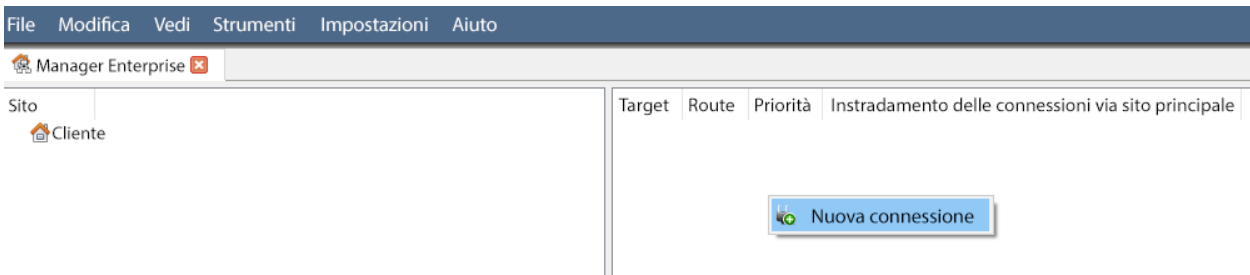 File Modifica Vedi Strumenti Impostazioni Aiuto
Manager Enterprise
Sito
Target Route Priorità Instradamento delle connessioni via sito principale
Cliente
Nuova connessione